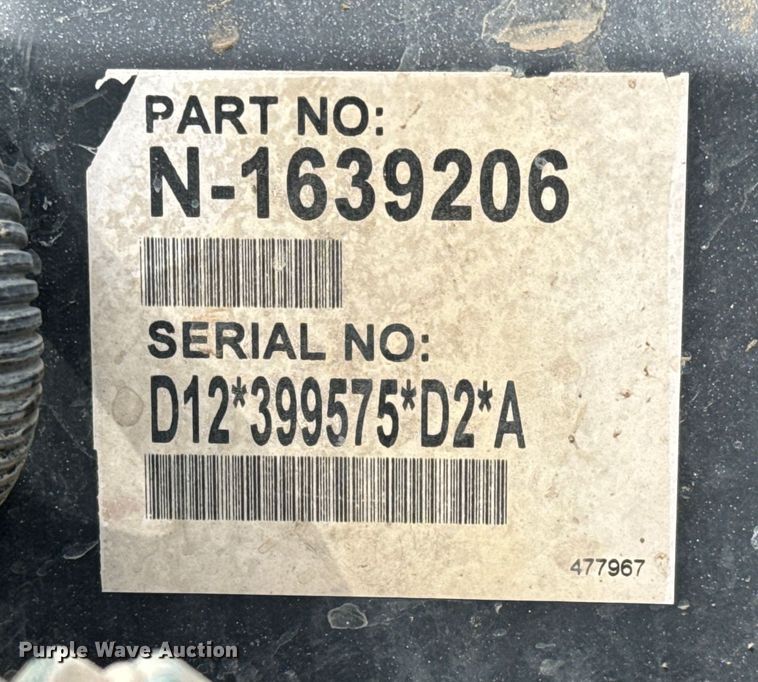 PART NO:
N-1639206
SERIAL NO:
D12*399575*D2*A
477967
Purple Wave Auction